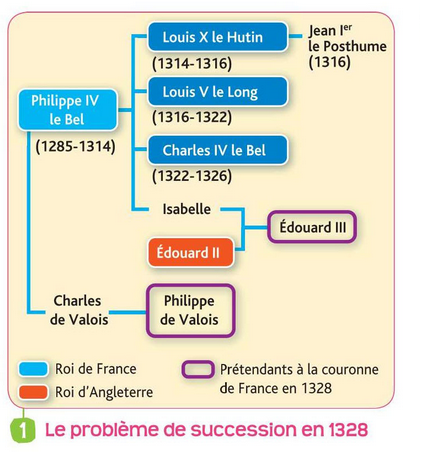 Louis X le Hutin
(1314-1316)
Jean Ier
le Posthume
(1316)
Philippe IV
le Bel
(1285-1314)
Louis V le Long
(1316-1322)
Charles IV le Bel
(1322-1326)
Isabelle
Édouard II
Édouard III
Charles
de Valois
Philippe
de Valois
Roi de France
Roi d'Angleterre
Prétendants à la couronne
de France en 1328
1 Le problème de succession en 1328